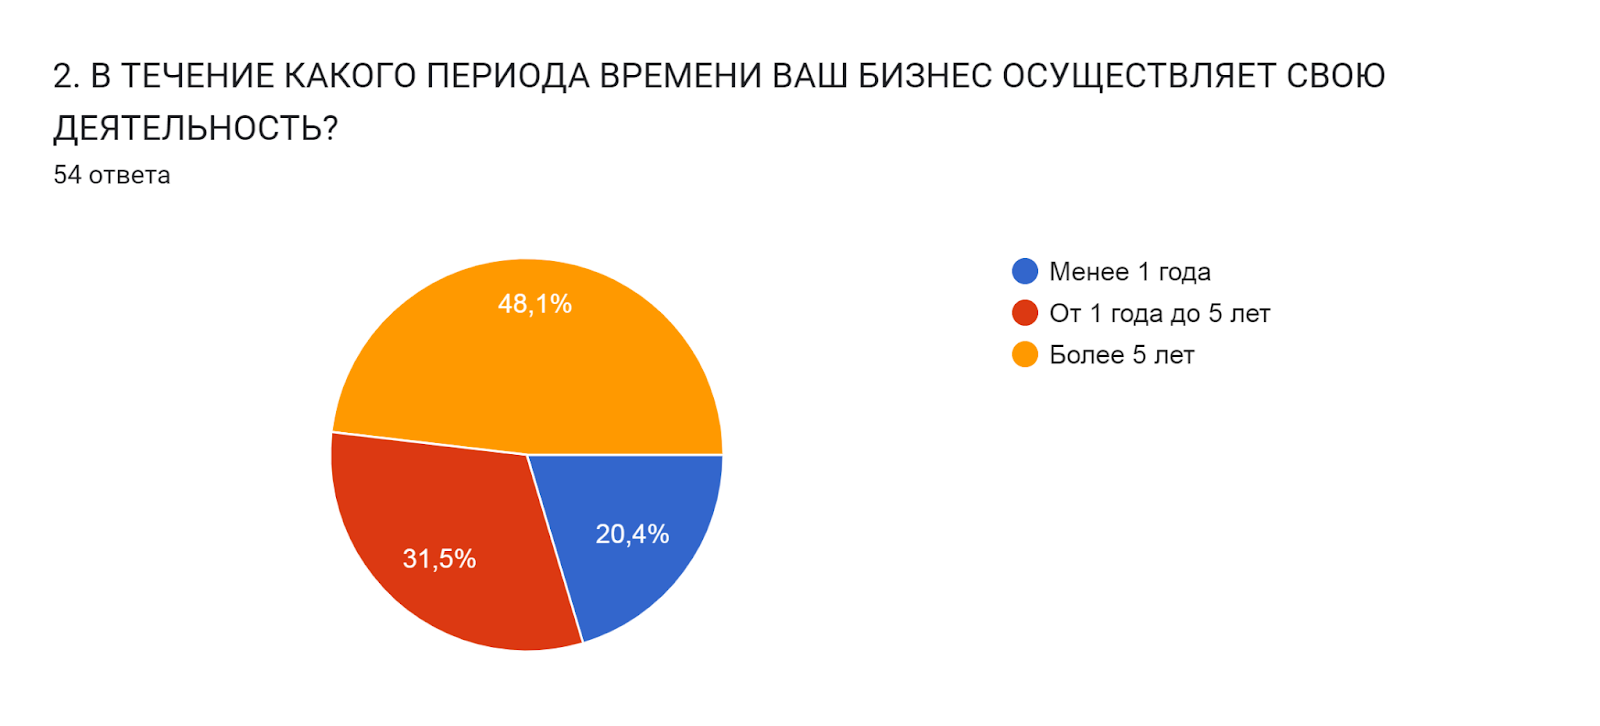 2. В ТЕЧЕНИЕ КАКОГО ПЕРИОДА ВРЕМЕНИ ВАШ БИЗНЕС ОСУЩЕСТВЛЯЕТ СВОЮ
ДЕЯТЕЛЬНОСТЬ?
54 ответа
48,1%
31,5%
20,4%
Менее 1 года
От 1 года до 5 лет
Более 5 лет